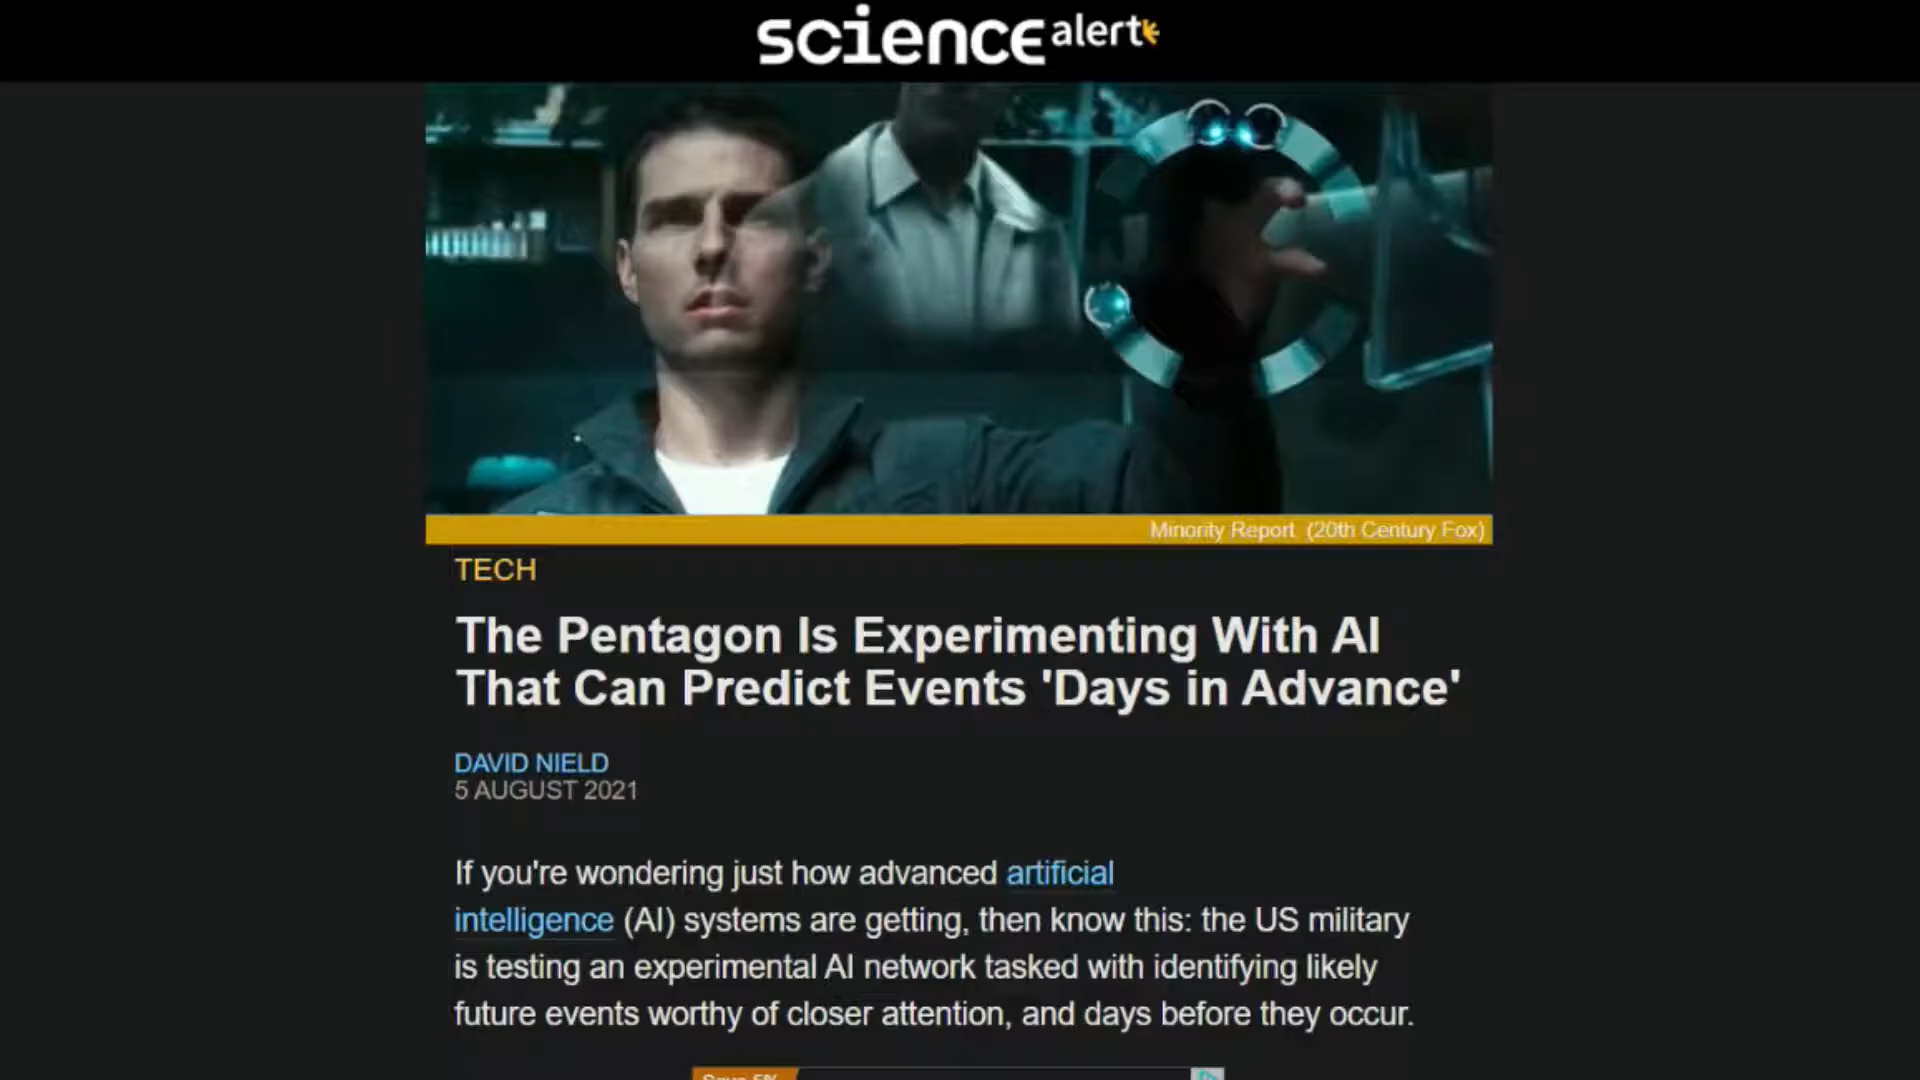 science alert
Minority Report (20th Century Fox)
TECH
The Pentagon Is Experimenting With AI
That Can Predict Events 'Days in Advance'
DAVID NIELD
5 AUGUST 2021
If you're wondering just how advanced artificial
intelligence (AI) systems are getting, then know this: the US military
is testing an experimental AI network tasked with identifying likely
future events worthy of closer attention, and days before they occur.